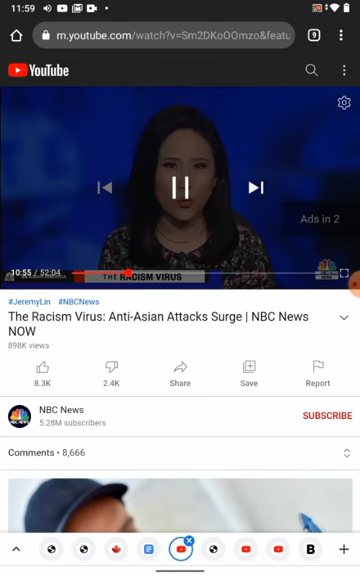 11:59
m.youtube.com/watch?v=Sm2DKoOOmzo&featu
9
YouTube
Ads in 2
10:55 / 52:04
THE RACISM VIRUS
#JeremyLin #NBCNews
The Racism Virus: Anti-Asian Attacks Surge | NBC News
NOW
898K views
8.3K
2.4K
Share
Save
Report
NBC News
5.28M subscribers
SUBSCRIBE
Comments • 8,666
B